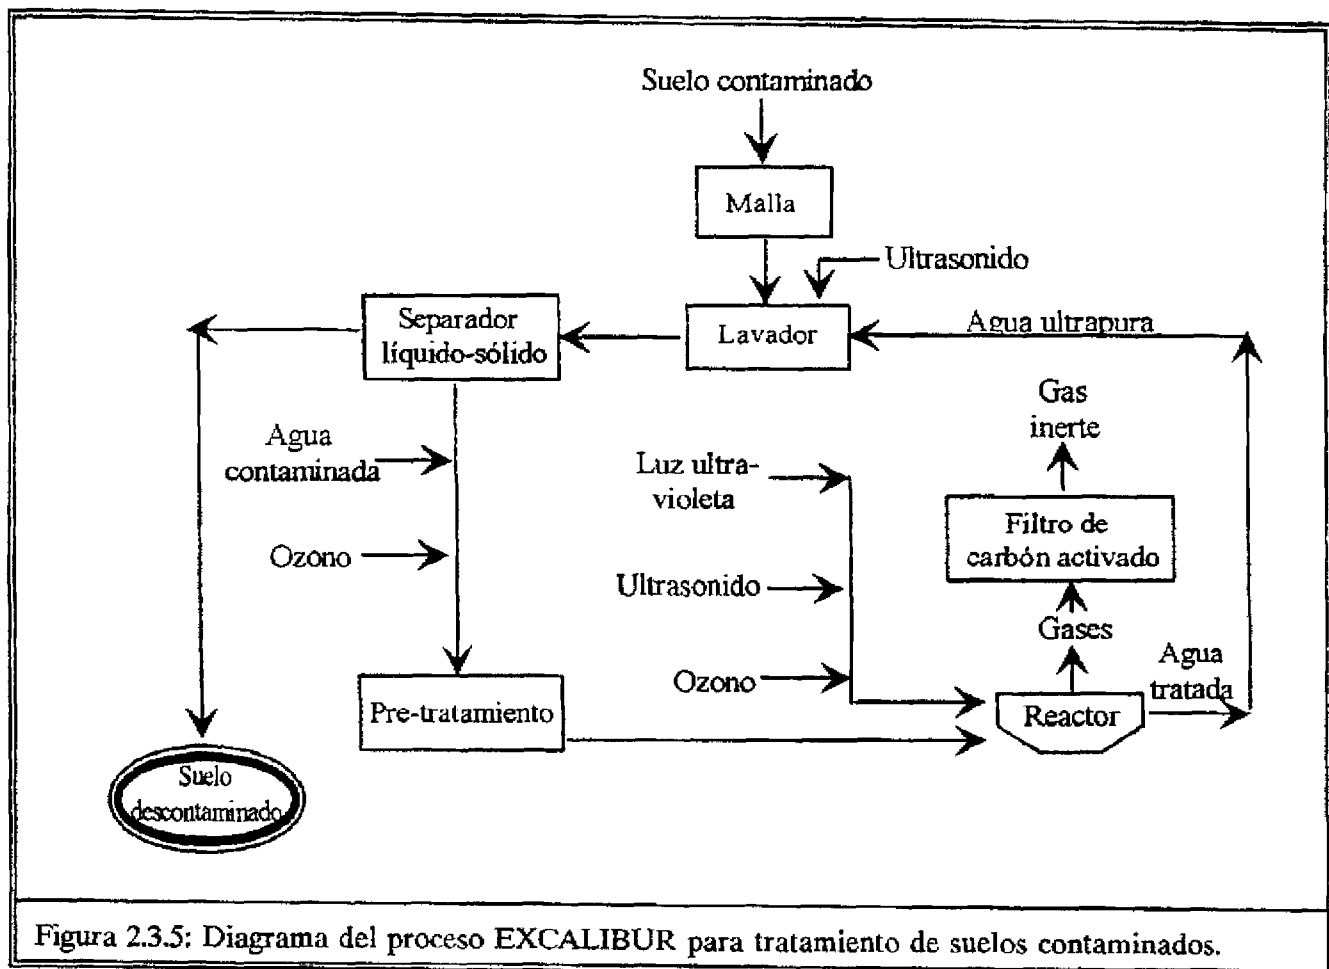 Suelo contaminado
Malla
Ultrasonido
Separador
líquido-sólido
Lavador
Agua ultrapura
Gas
inerte
Agua
contaminada
Luz ultra-
violeta
Filtro de
carbón activado
Ozono
Ultrasonido
Gases
Ozono
Agua
tratada
Pre-tratamiento
Reactor
Suelo
descontaminado
Figura 2.3.5: Diagrama del proceso EXCALIBUR para tratamiento de suelos contaminados.